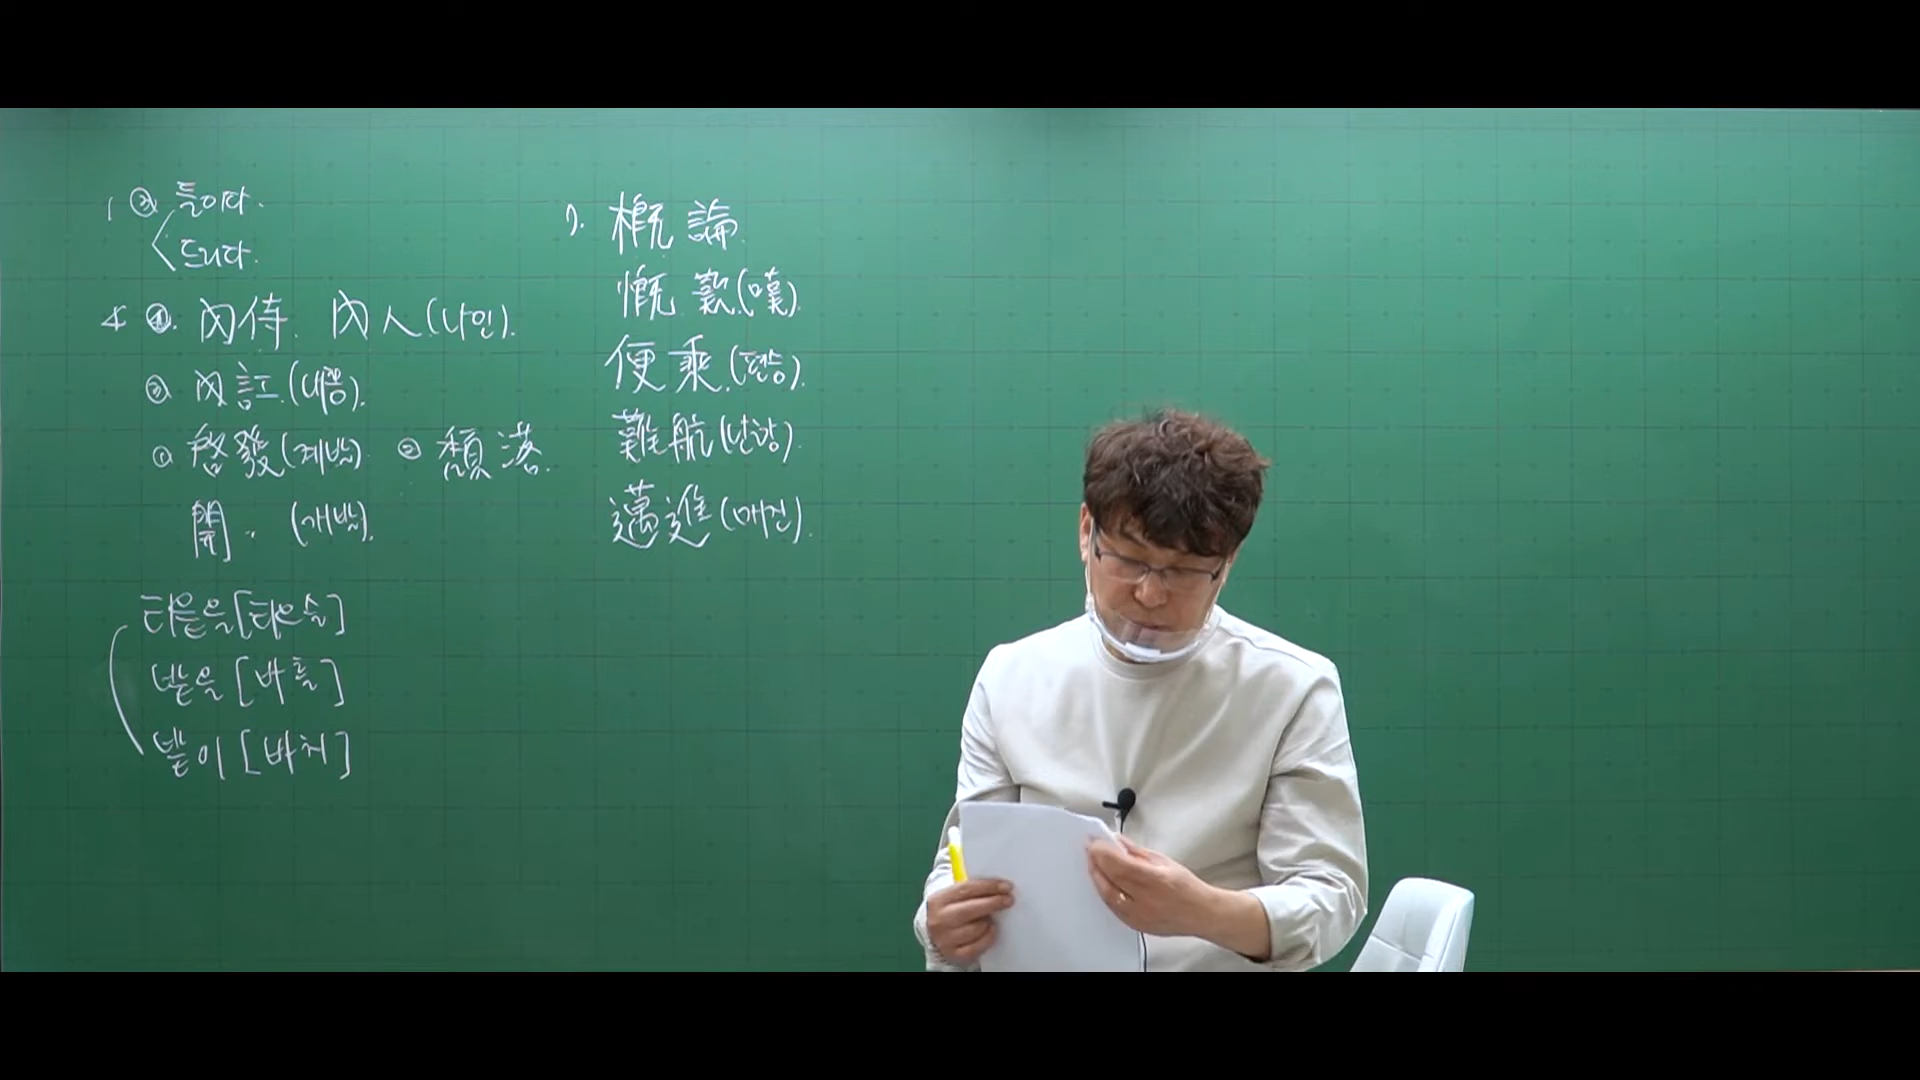 1 ③ 들이다.
드리다.
4 ④. 內侍. 內人(나인).
③ 內訌.(내홍).
① 啓發(계발) ② 頹落.
開 . (개발).
티읕을[티으슬]
밭을[바틀]
밭이[바치]
7. 槪論.
慨歎(嘆).
便乘.(편승).
難航(난항).
邁進(매진).